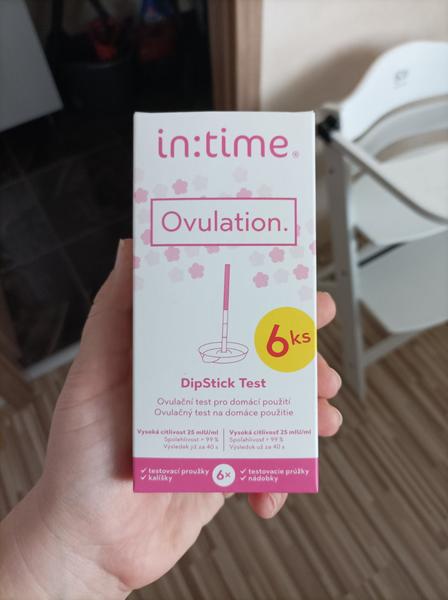 in:time®
Ovulation.
6ks
DipStick Test
Ovulační test pro domácí použití
Ovulačný test na domáce použitie
Vysoká citlivost 25 mIU/ml
Spolehlivost > 99 %
Výsledek již za 40 s
Vysoká citlivosť 25 mIU/ml
Spoľahlivosť > 99 %
Výsledok už za 40 s
✓ testovací proužky
✓ kalíšky
6×
✓ testovacie prúžky
✓ nádobky